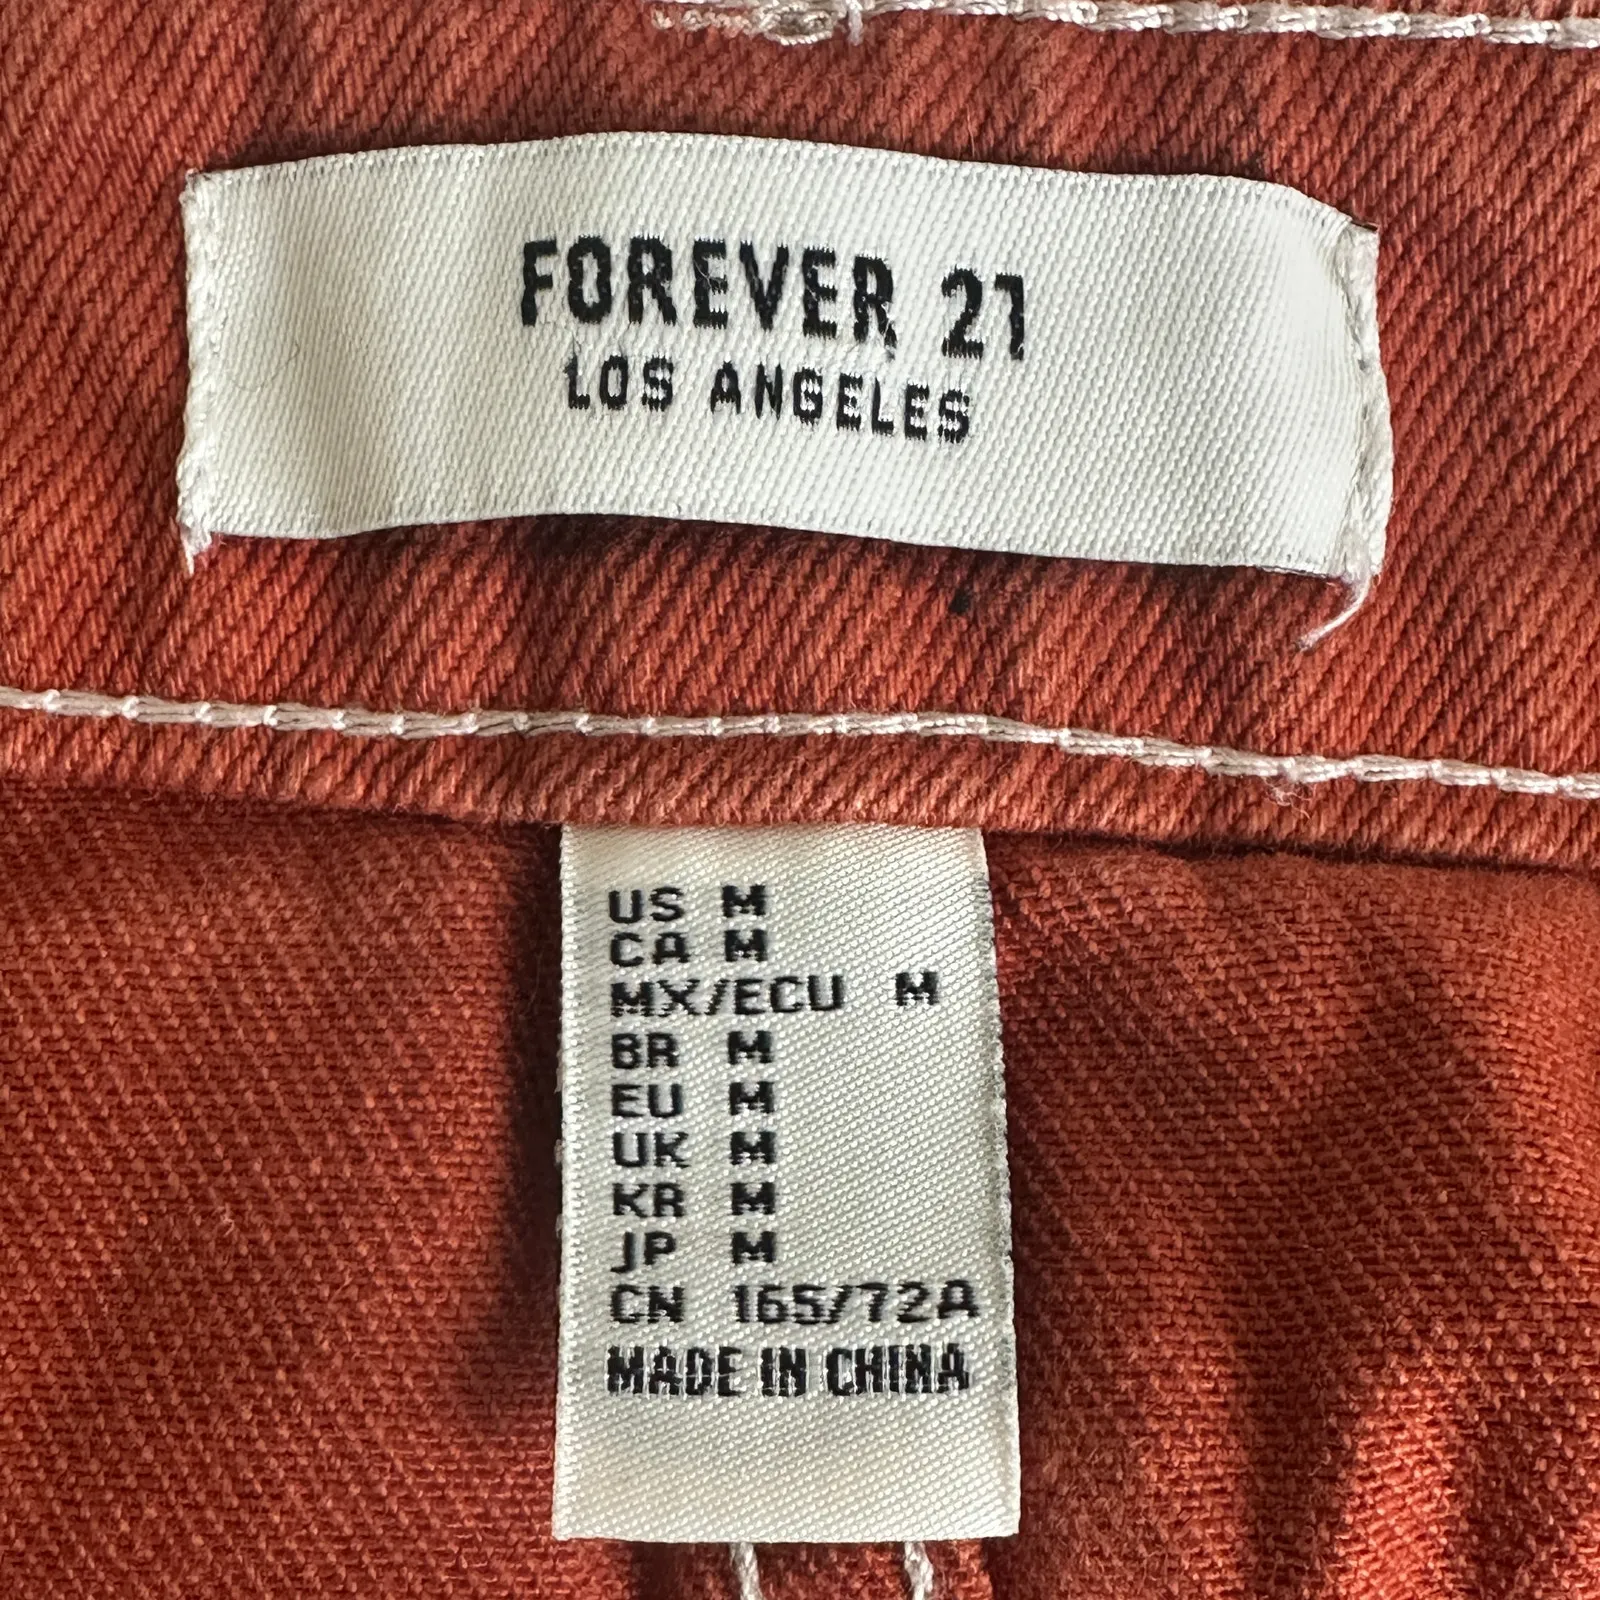 FOREVER 21
LOS ANGELES
US M
CA M
MX/ECU M
BR M
EU M
UK M
KR M
JP M
CN 165/72A
MADE IN CHINA